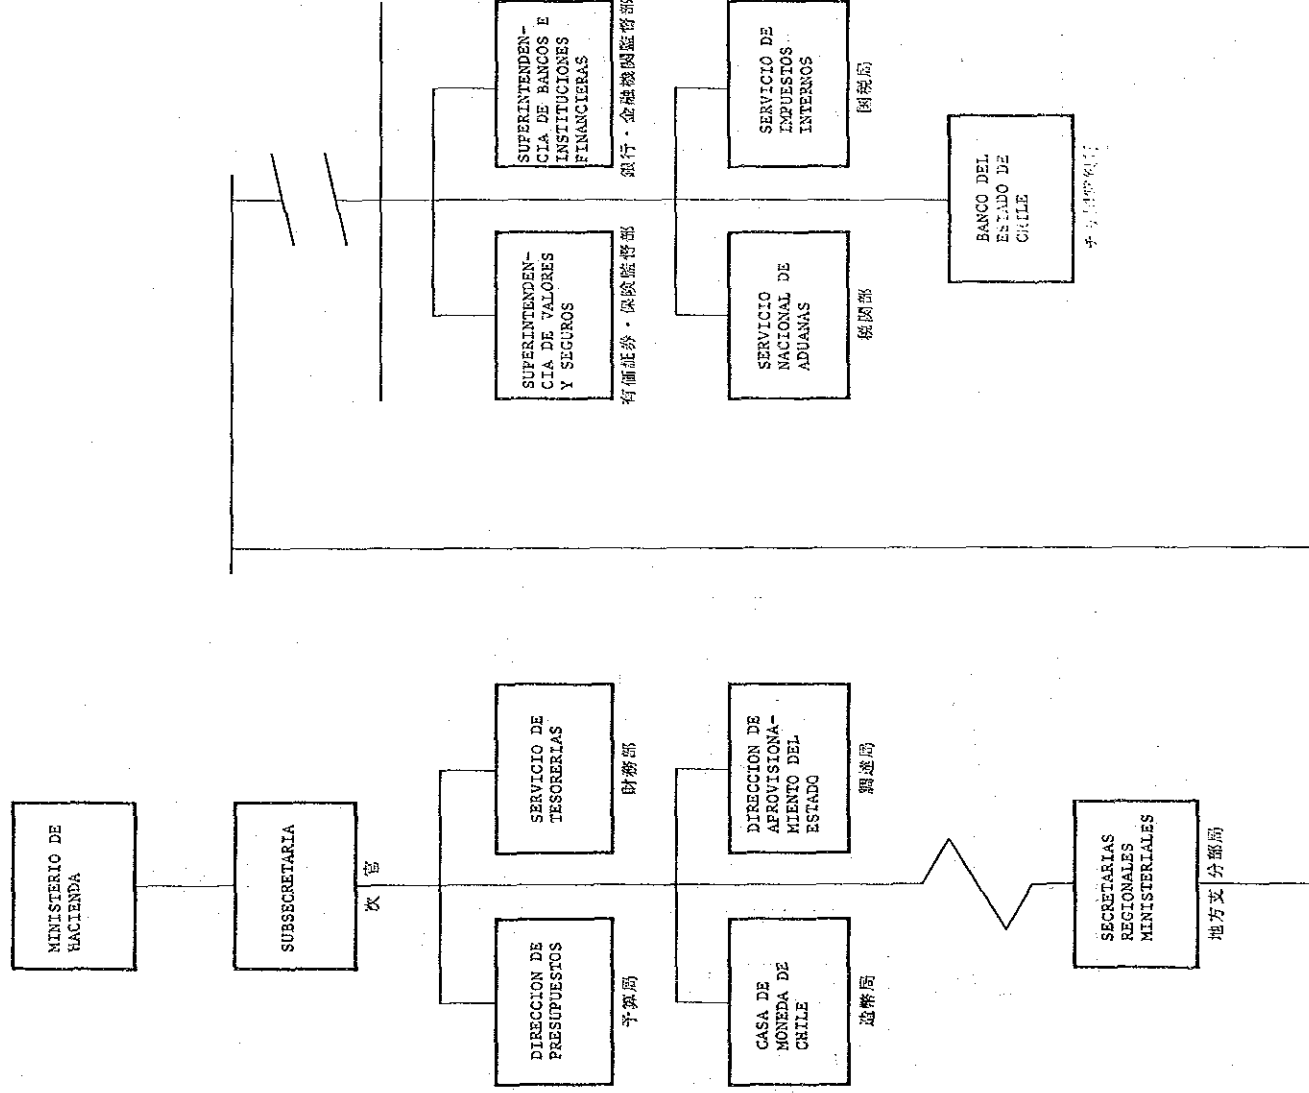 MINISTERIO DE
HACIENDA
SUBSECRETARIA
次 官
DIRECCION DE
PRESUPUESTOS
予算局
SERVICIO DE
TESORERIAS
財務部
CASA DE
MONEDA DE
CHILE
造幣局
DIRECCION DE
APROVISIONA-
MIENTO DEL
ESTADO
調達局
SECRETARIAS
REGIONALES
MINISTERIALES
地方支分部局
SUPERINTENDEN-
CIA DE VALORES
Y SEGUROS
有価証券・保険監督部
SUPERINTENDEN-
CIA DE BANCOS E
INSTITUCIONES
FINANCIERAS
銀行・金融機関監督部
SERVICIO
NACIONAL DE
ADUANAS
税関部
SERVICIO DE
IMPUESTOS
INTERNOS
国税局
BANCO DEL
ESTADO DE
CHILE